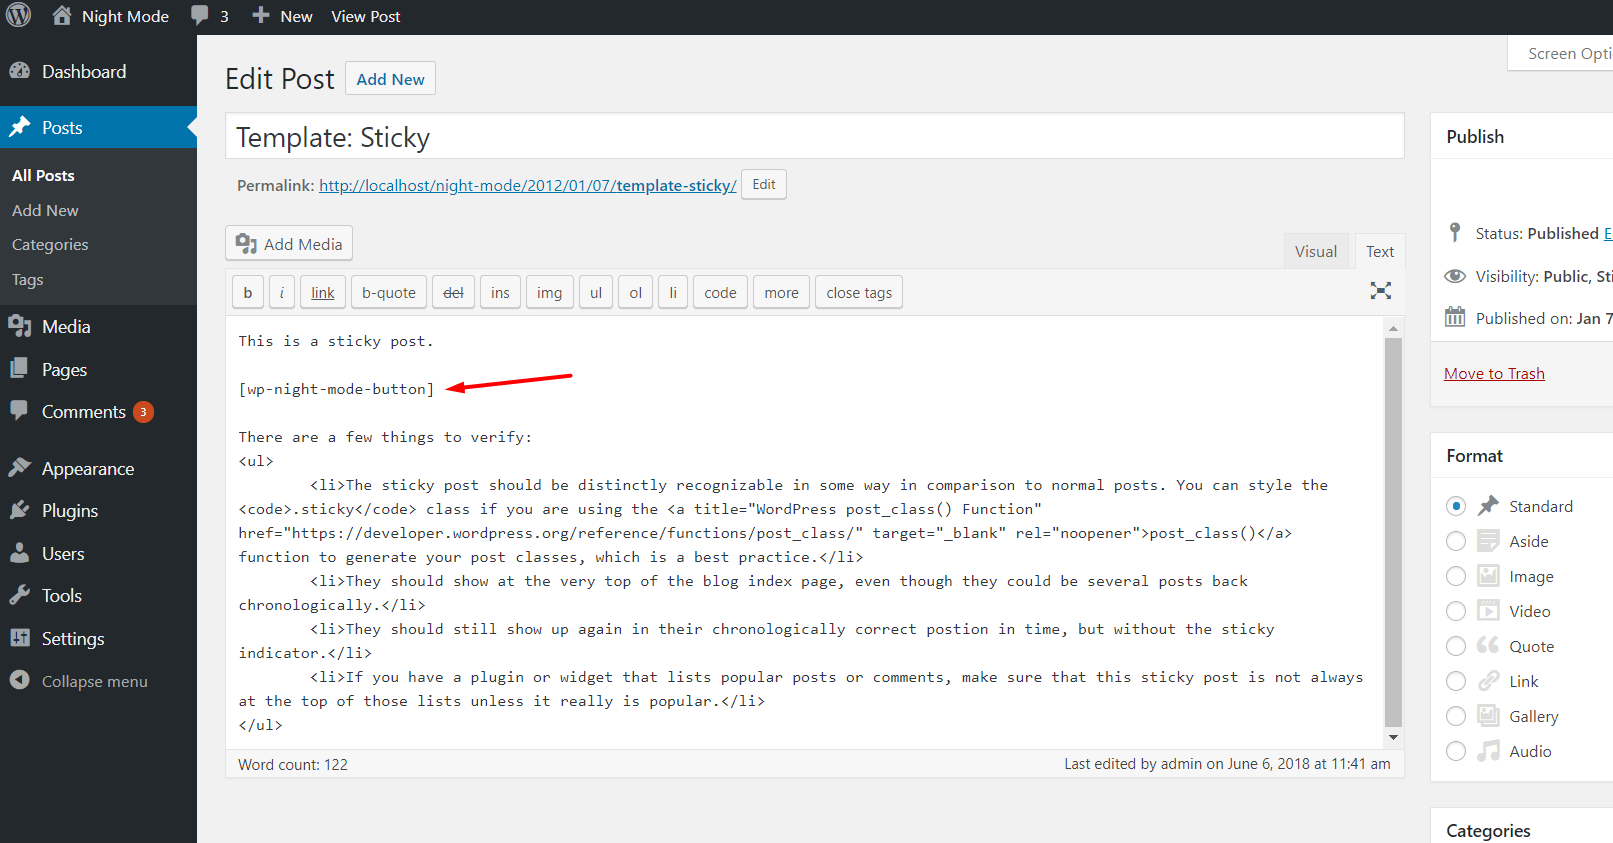 Night Mode 3 New View Post
Dashboard
Posts
All Posts
Add New
Categories
Tags
Media
Pages
Comments 3
Appearance
Plugins
Users
Tools
Settings
Collapse menu
Screen Opti
Edit Post Add New
Template: Sticky
Permalink: http://localhost/night-mode/2012/01/07/template-sticky/ Edit
Add Media
Visual Text
b i link b-quote del ins img ul ol li code more close tags
This is a sticky post.
[wp-night-mode-button]
There are a few things to verify:
<ul>
<li>The sticky post should be distinctly recognizable in some way in comparison to normal posts. You can style the
<code>.sticky</code> class if you are using the <a title="WordPress post_class() Function"
href="https://developer.wordpress.org/reference/functions/post_class/" target="_blank" rel="noopener">post_class()</a>
function to generate your post classes, which is a best practice.</li>
<li>They should show at the very top of the blog index page, even though they could be several posts back
chronologically.</li>
<li>They should still show up again in their chronologically correct postion in time, but without the sticky
indicator.</li>
<li>If you have a plugin or widget that lists popular posts or comments, make sure that this sticky post is not always
at the top of those lists unless it really is popular.</li>
</ul>
Word count: 122
Last edited by admin on June 6, 2018 at 11:41 am
Publish
Status: Published E
Visibility: Public, Sti
Published on: Jan 7
Move to Trash
Format
Standard
Aside
Image
Video
Quote
Link
Gallery
Audio
Categories